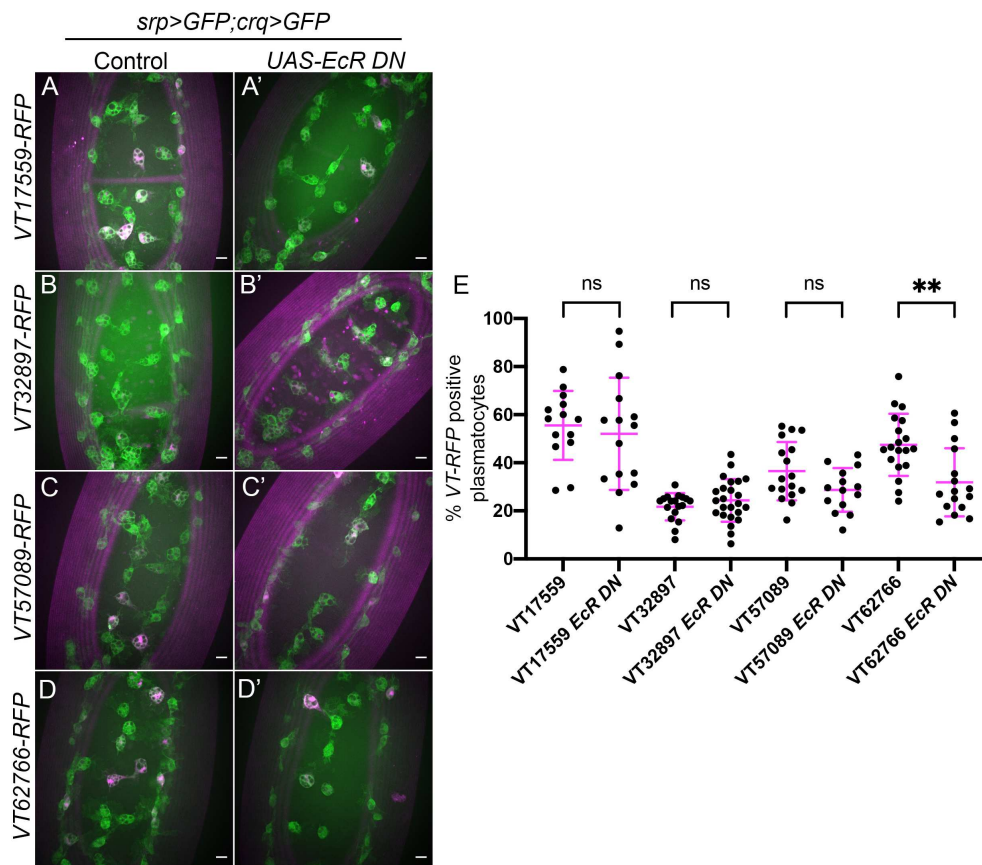 srp>GFP;crq>GFP
Control
UAS-EcR DN
VT17559-RFP
A
A’
VT32897-RFP
B
B’
VT57089-RFP
C
C’
VT62766-RFP
D
D’
E
ns
ns
ns
**
% VT-RFP positive
plasmatocytes
100
80
60
40
20
0
VT17559
VT17559 EcR DN
VT32897
VT32897 EcR DN
VT57089
VT57089 EcR DN
VT62766
VT62766 EcR DN